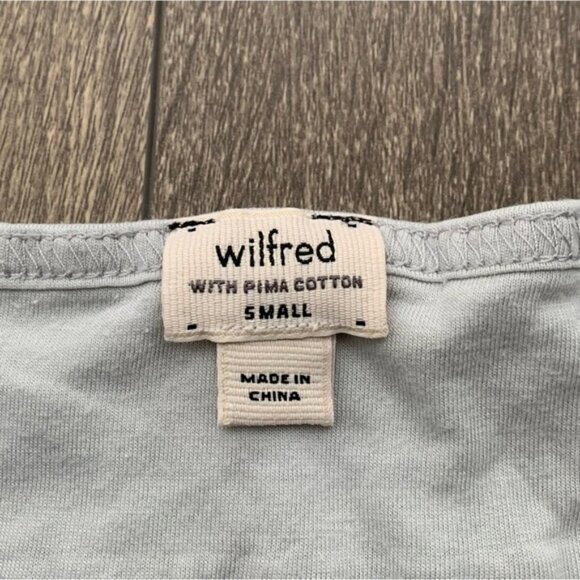 wilfred
WITH PIMA COTTON
SMALL
MADE IN
CHINA